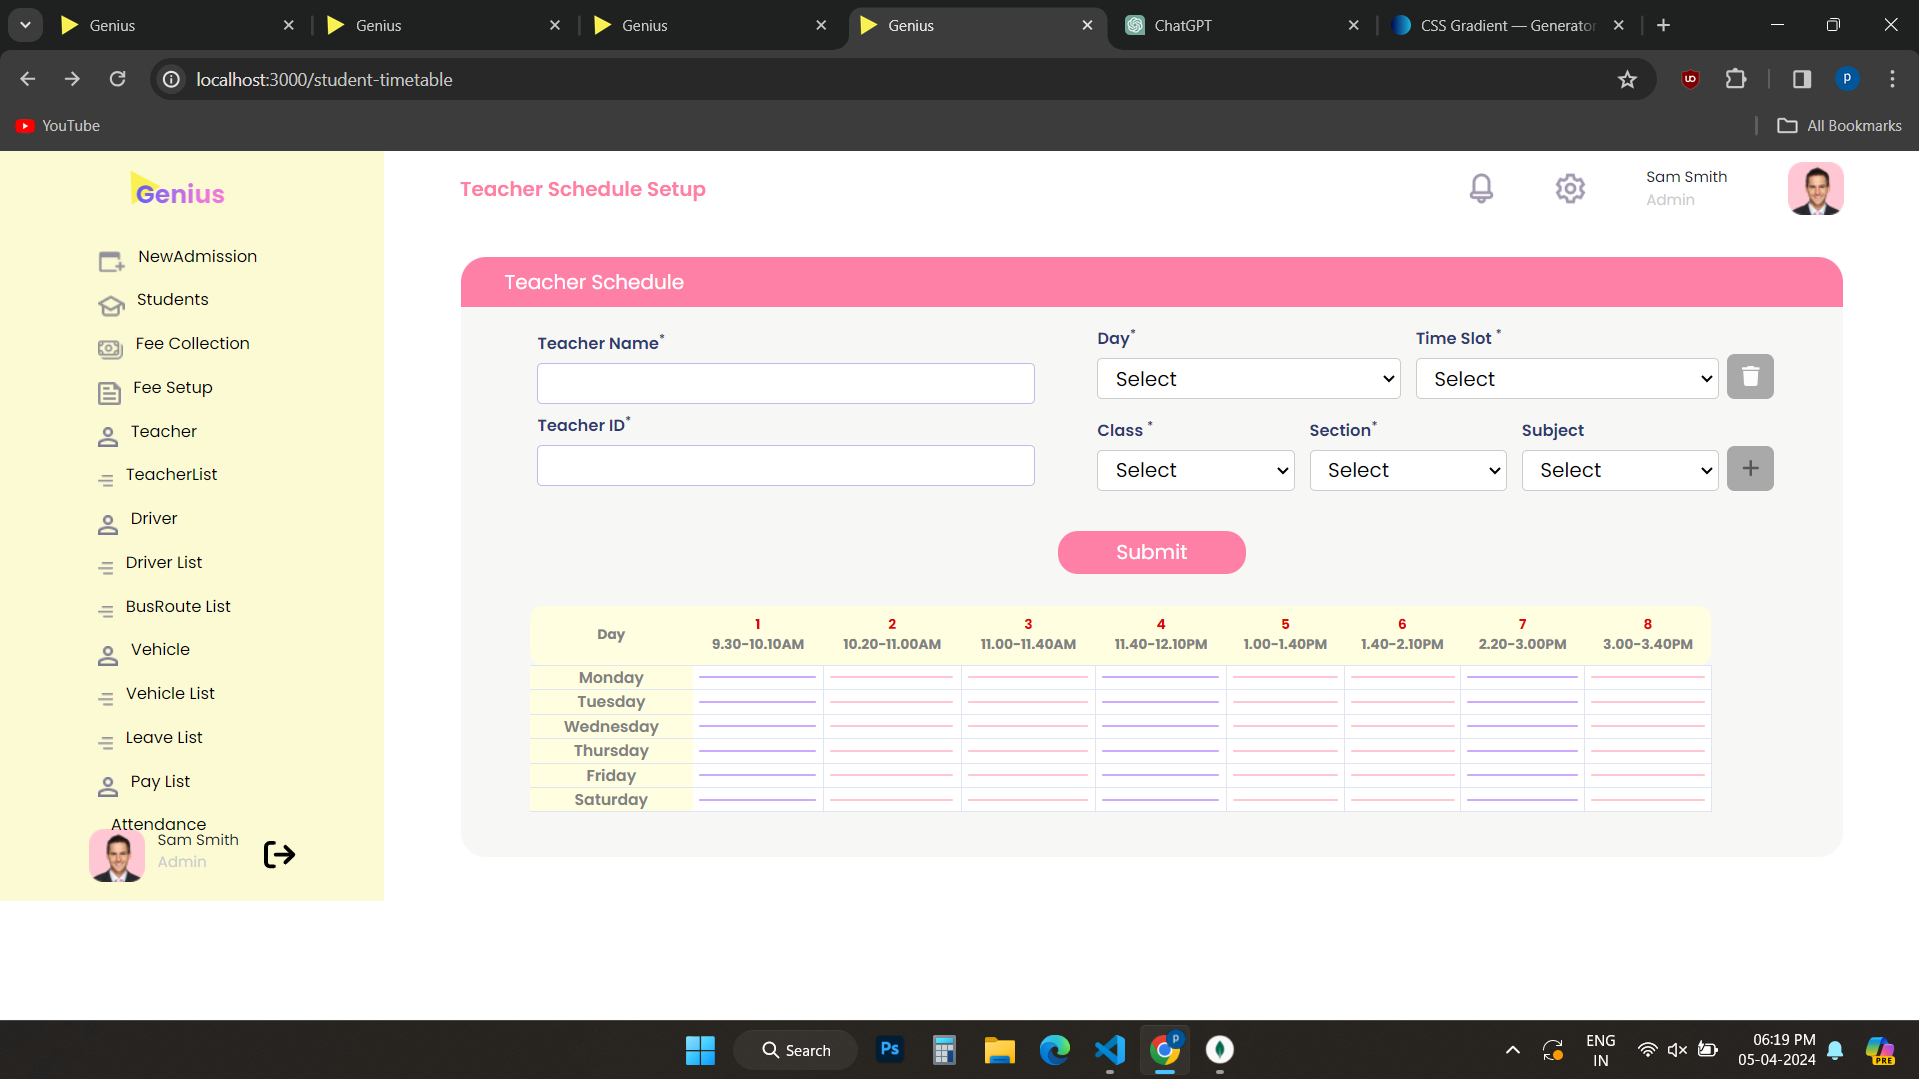 Genius
Genius
Genius
Genius
ChatGPT
CSS Gradient — Generator
localhost:3000/student-timetable
p
YouTube
All Bookmarks
Genius
Teacher Schedule Setup
Sam Smith
Admin
NewAdmission
Students
Fee Collection
Fee Setup
Teacher
TeacherList
Driver
Driver List
BusRoute List
Vehicle
Vehicle List
Leave List
Pay List
Attendance
Sam Smith
Admin
Teacher Schedule
Teacher Name*
Teacher ID*
Day*
Time Slot *
Select
Select
Class *
Section*
Subject
Select
Select
Select
Submit
Day
1
2
3
4
5
6
7
8
9.30-10.10AM
10.20-11.00AM
11.00-11.40AM
11.40-12.10PM
1.00-1.40PM
1.40-2.10PM
2.20-3.00PM
3.00-3.40PM
Monday
Tuesday
Wednesday
Thursday
Friday
Saturday
Search
Ps
p
ENG
IN
06:19 PM
05-04-2024
PRE